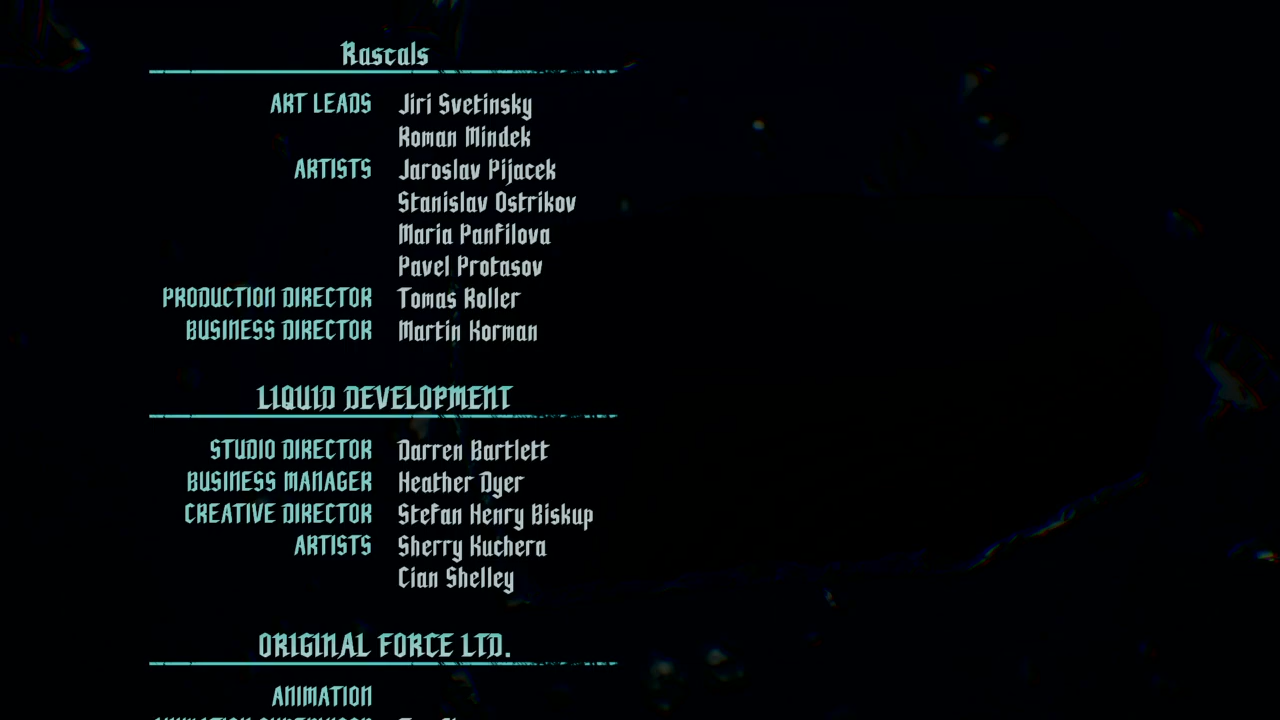 Rascals
ART LEADS Jiri Svetinsky
Roman Mindek
ARTISTS Jaroslav Pijacek
Stanislav Ostrikov
Maria Panfilova
Pavel Protasov
PRODUCTION DIRECTOR Tomas Roller
BUSINESS DIRECTOR Martin Korman
LIQUID DEVELOPMENT
STUDIO DIRECTOR Darren Bartlett
BUSINESS MANAGER Heather Dyer
CREATIVE DIRECTOR Stefan Henry Biskup
ARTISTS Sherry Kuchera
Cian Shelley
ORIGINAL FORCE LTD.
ANIMATION